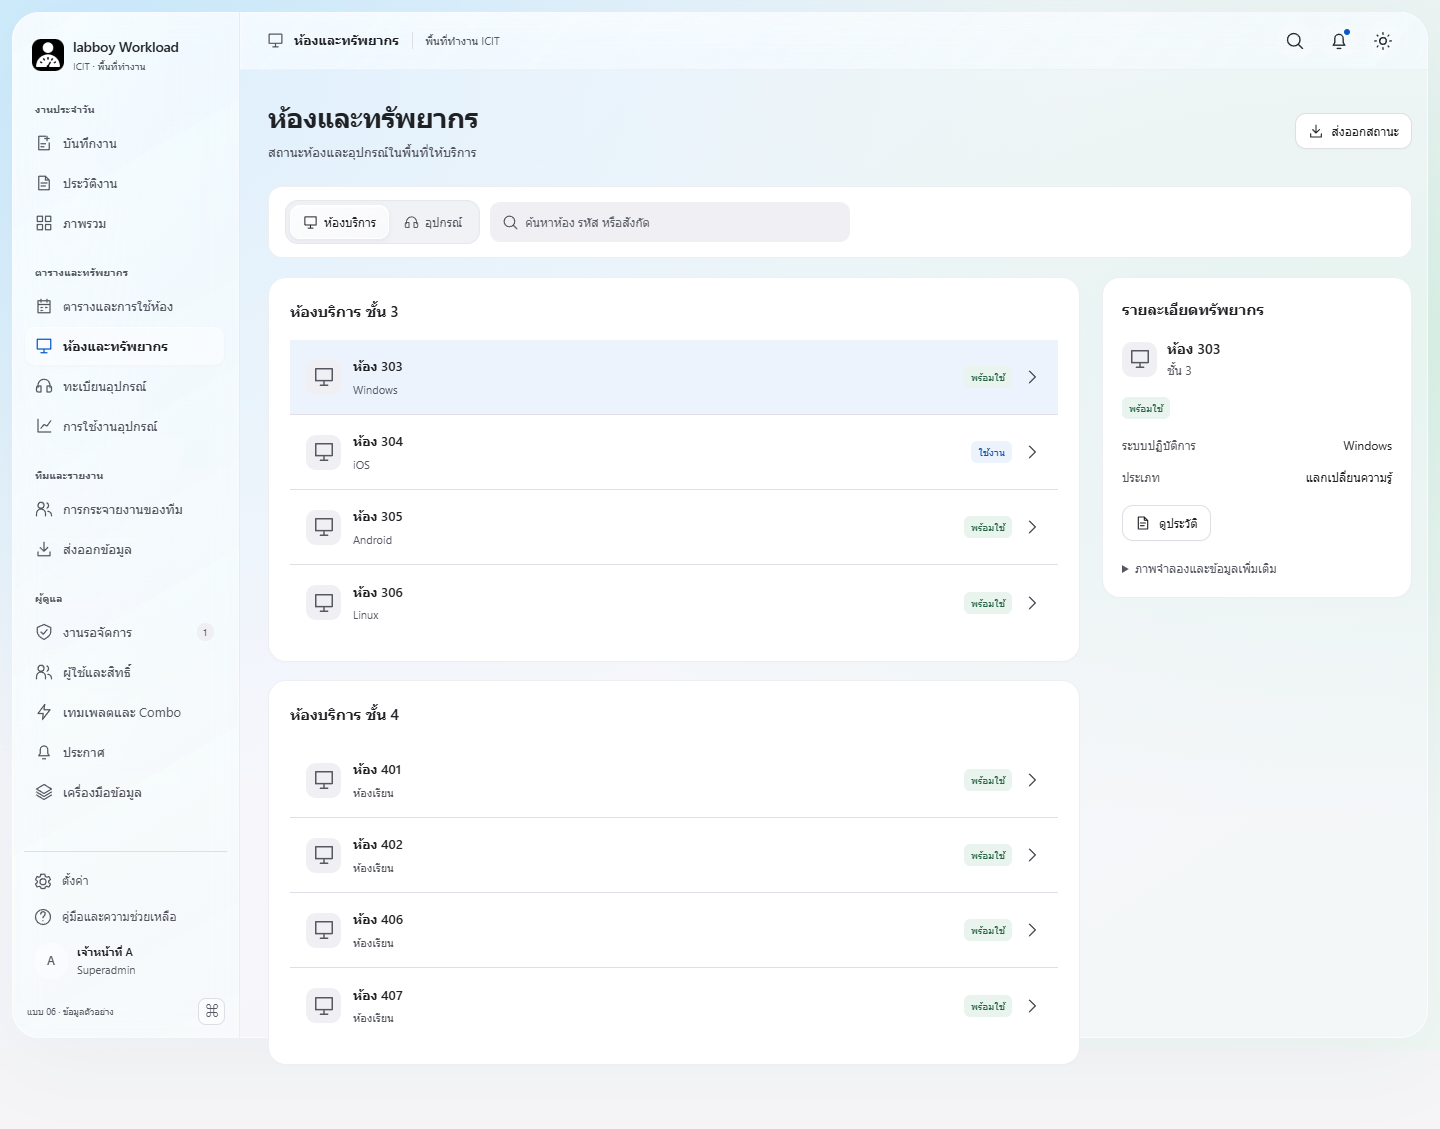 labboy Workload
ICIT · พื้นที่ทำงาน
งานประจำวัน
บันทึกงาน
ประวัติงาน
ภาพรวม
ตารางและทรัพยากร
ตารางและการใช้ห้อง
ห้องและทรัพยากร
ทะเบียนอุปกรณ์
การใช้งานอุปกรณ์
ทีมและรายงาน
การกระจายงานของทีม
ส่งออกข้อมูล
ผู้ดูแล
งานรอจัดการ 1
ผู้ใช้และสิทธิ์
เทมเพลตและ Combo
ประกาศ
เครื่องมือข้อมูล
ตั้งค่า
คู่มือและความช่วยเหลือ
A
เจ้าหน้าที่ A
Superadmin
แบบ 06 · ข้อมูลตัวอย่าง ⌘
ห้องและทรัพยากร พื้นที่ทำงาน ICIT
ห้องและทรัพยากร
สถานะห้องและอุปกรณ์ในพื้นที่ให้บริการ
ส่งออกสถานะ
ห้องบริการ อุปกรณ์ ค้นหาห้อง รหัส หรือสังกัด
ห้องบริการ ชั้น 3
ห้อง 303
Windows
พร้อมใช้
ห้อง 304
iOS
ใช้งาน
ห้อง 305
Android
พร้อมใช้
ห้อง 306
Linux
พร้อมใช้
ห้องบริการ ชั้น 4
ห้อง 401
ห้องเรียน
พร้อมใช้
ห้อง 402
ห้องเรียน
พร้อมใช้
ห้อง 406
ห้องเรียน
พร้อมใช้
ห้อง 407
ห้องเรียน
พร้อมใช้
รายละเอียดทรัพยากร
ห้อง 303
ชั้น 3
พร้อมใช้
ระบบปฏิบัติการ Windows
ประเภท แลกเปลี่ยนความรู้
ดูประวัติ
ภาพจำลองและข้อมูลเพิ่มเติม